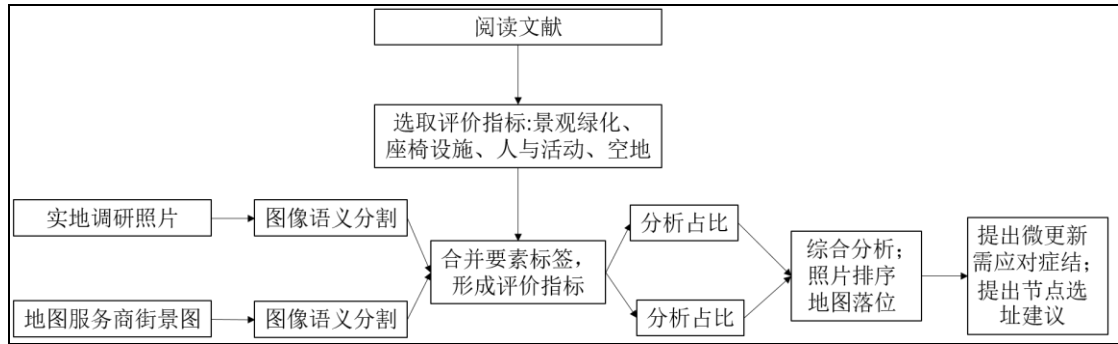 阅读文献
选取评价指标:景观绿化、
座椅设施、人与活动、空地
实地调研照片
图像语义分割
地图服务商街景图
图像语义分割
合并要素标签，
形成评价指标
分析占比
分析占比
综合分析；
照片排序
地图落位
提出微更新
需应对症结；
提出节点选
址建议